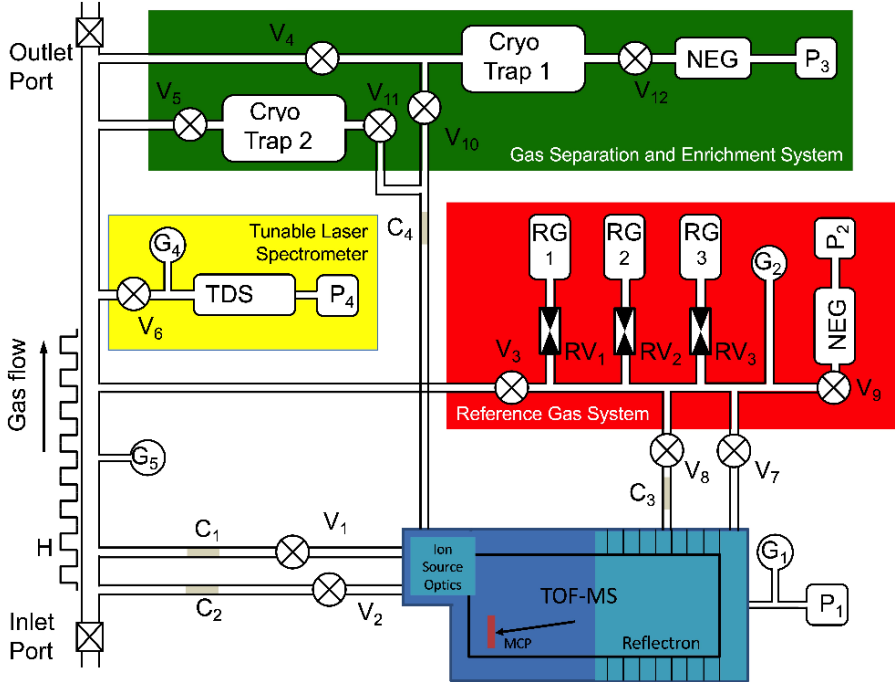 Outlet
Port
V4
Cryo
Trap 1
V12
NEG
P3
V5
Cryo
Trap 2
V11
V10
Gas Separation and Enrichment System
C4
Tunable Laser
Spectrometer
G4
TDS
P4
V6
RG
1
RG
2
RG
3
G2
P2
NEG
RV1
RV2
RV3
V3
V9
Reference Gas System
Gas flow
G5
V8
V7
C3
H
C1
V1
C2
V2
Ion
Source
Optics
TOF-MS
MCP
Reflectron
G1
P1
Inlet
Port